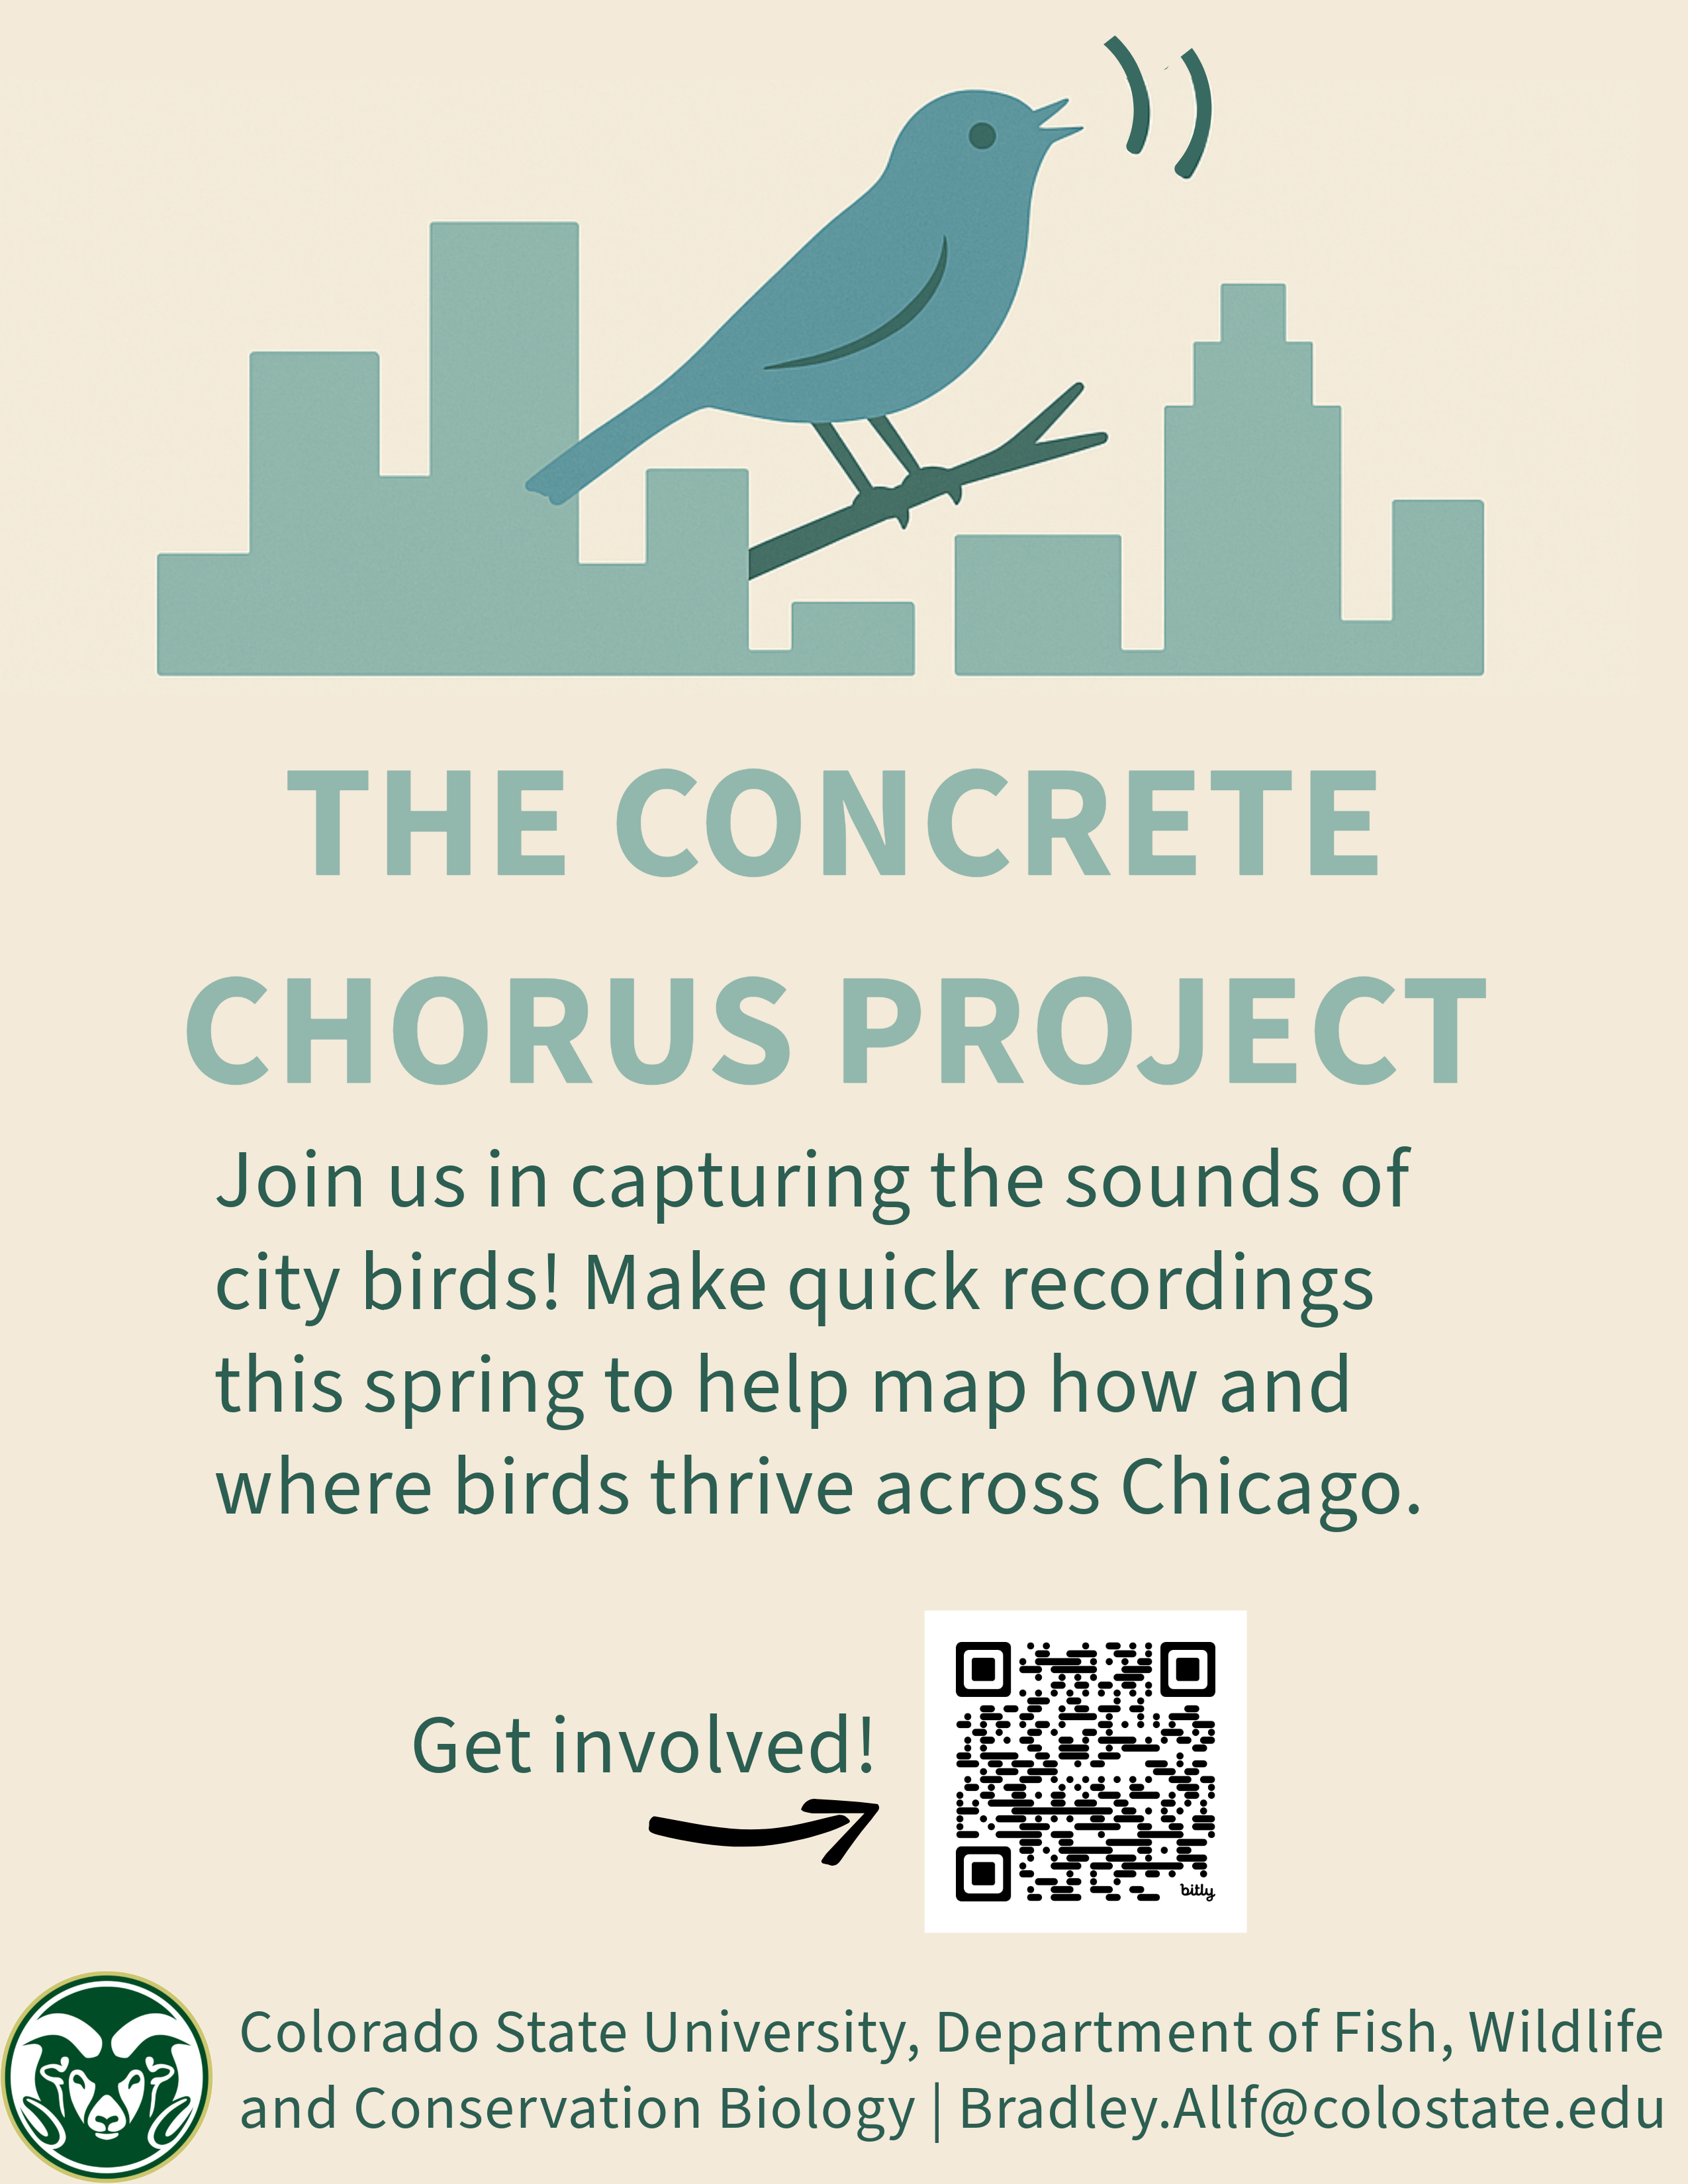 THE CONCRETE
CHORUS PROJECT
Join us in capturing the sounds of
city birds! Make quick recordings
this spring to help map how and
where birds thrive across Chicago.
Get involved!
bitly
Colorado State University, Department of Fish, Wildlife
and Conservation Biology | Bradley.Allf@colostate.edu